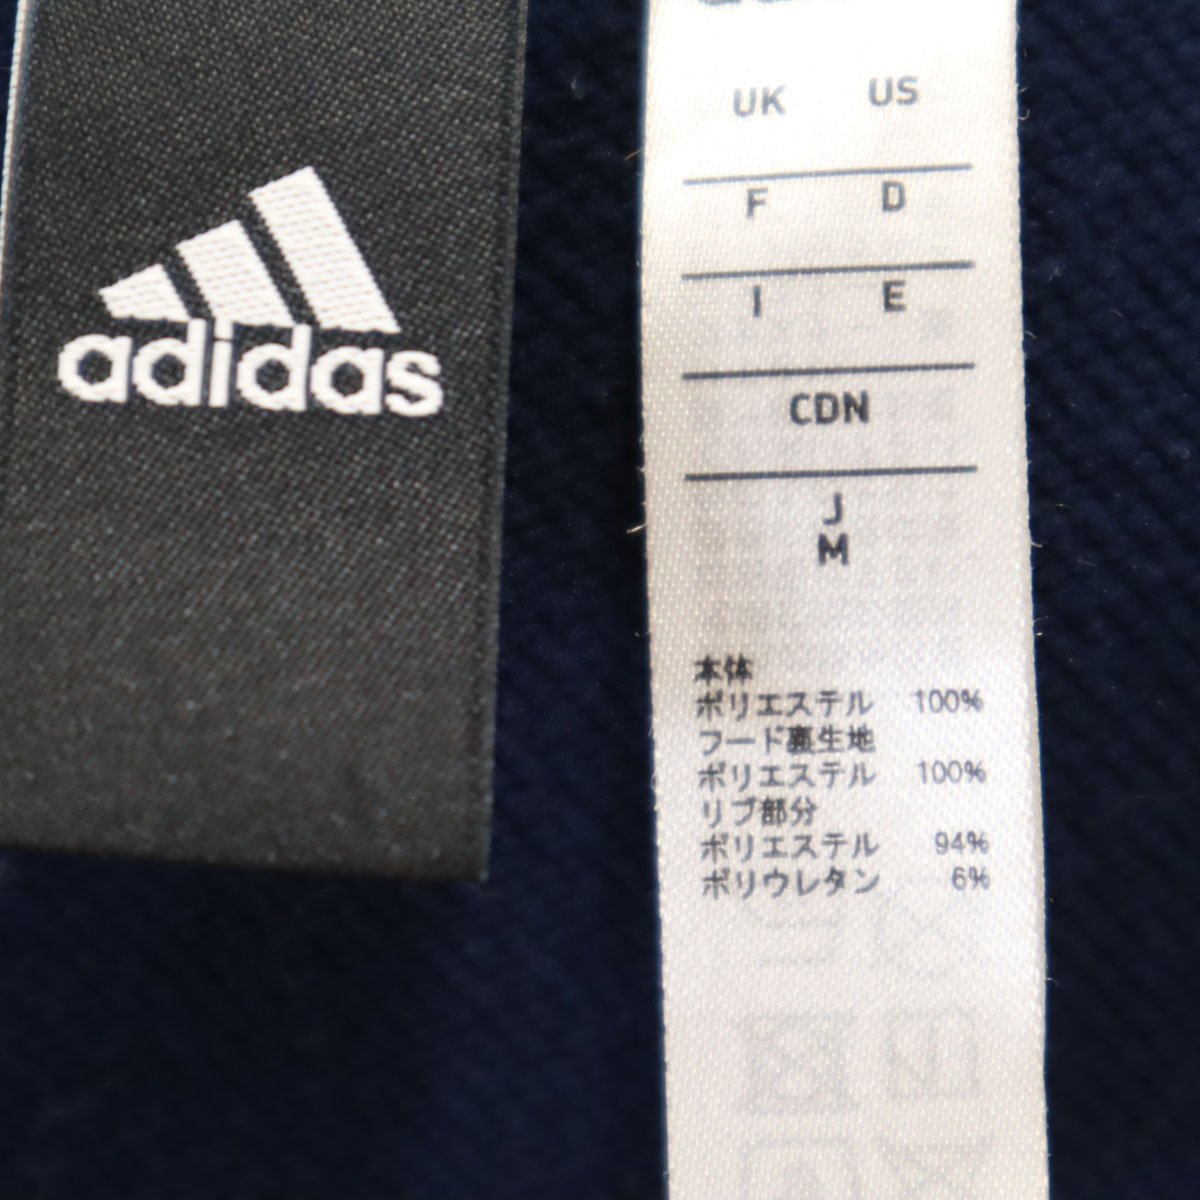 adidas
UK US
F D
I E
CDN
J
M
本体
ポリエステル 100%
フード裏生地
ポリエステル 100%
リブ部分
ポリエステル 94%
ポリウレタン 6%